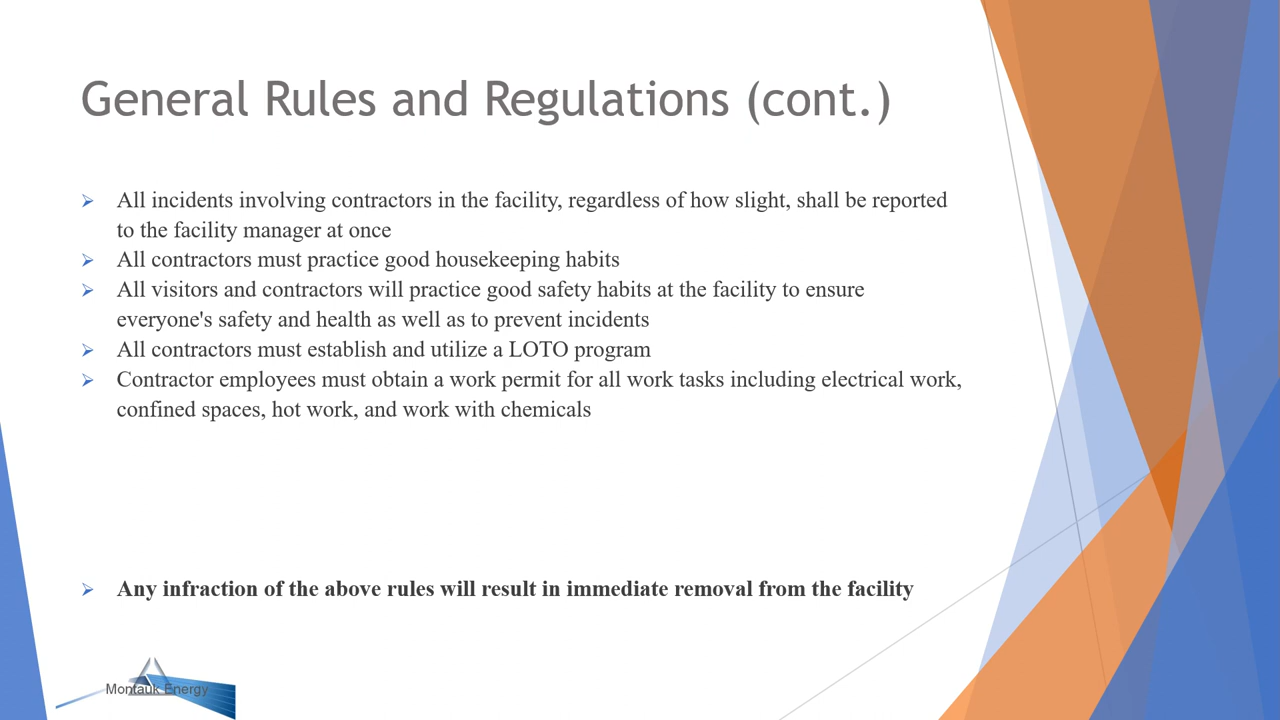 General Rules and Regulations (cont.)
All incidents involving contractors in the facility, regardless of how slight, shall be reported
to the facility manager at once
All contractors must practice good housekeeping habits
All visitors and contractors will practice good safety habits at the facility to ensure
everyone's safety and health as well as to prevent incidents
All contractors must establish and utilize a LOTO program
Contractor employees must obtain a work permit for all work tasks including electrical work,
confined spaces, hot work, and work with chemicals
Any infraction of the above rules will result in immediate removal from the facility
Montauk Energy